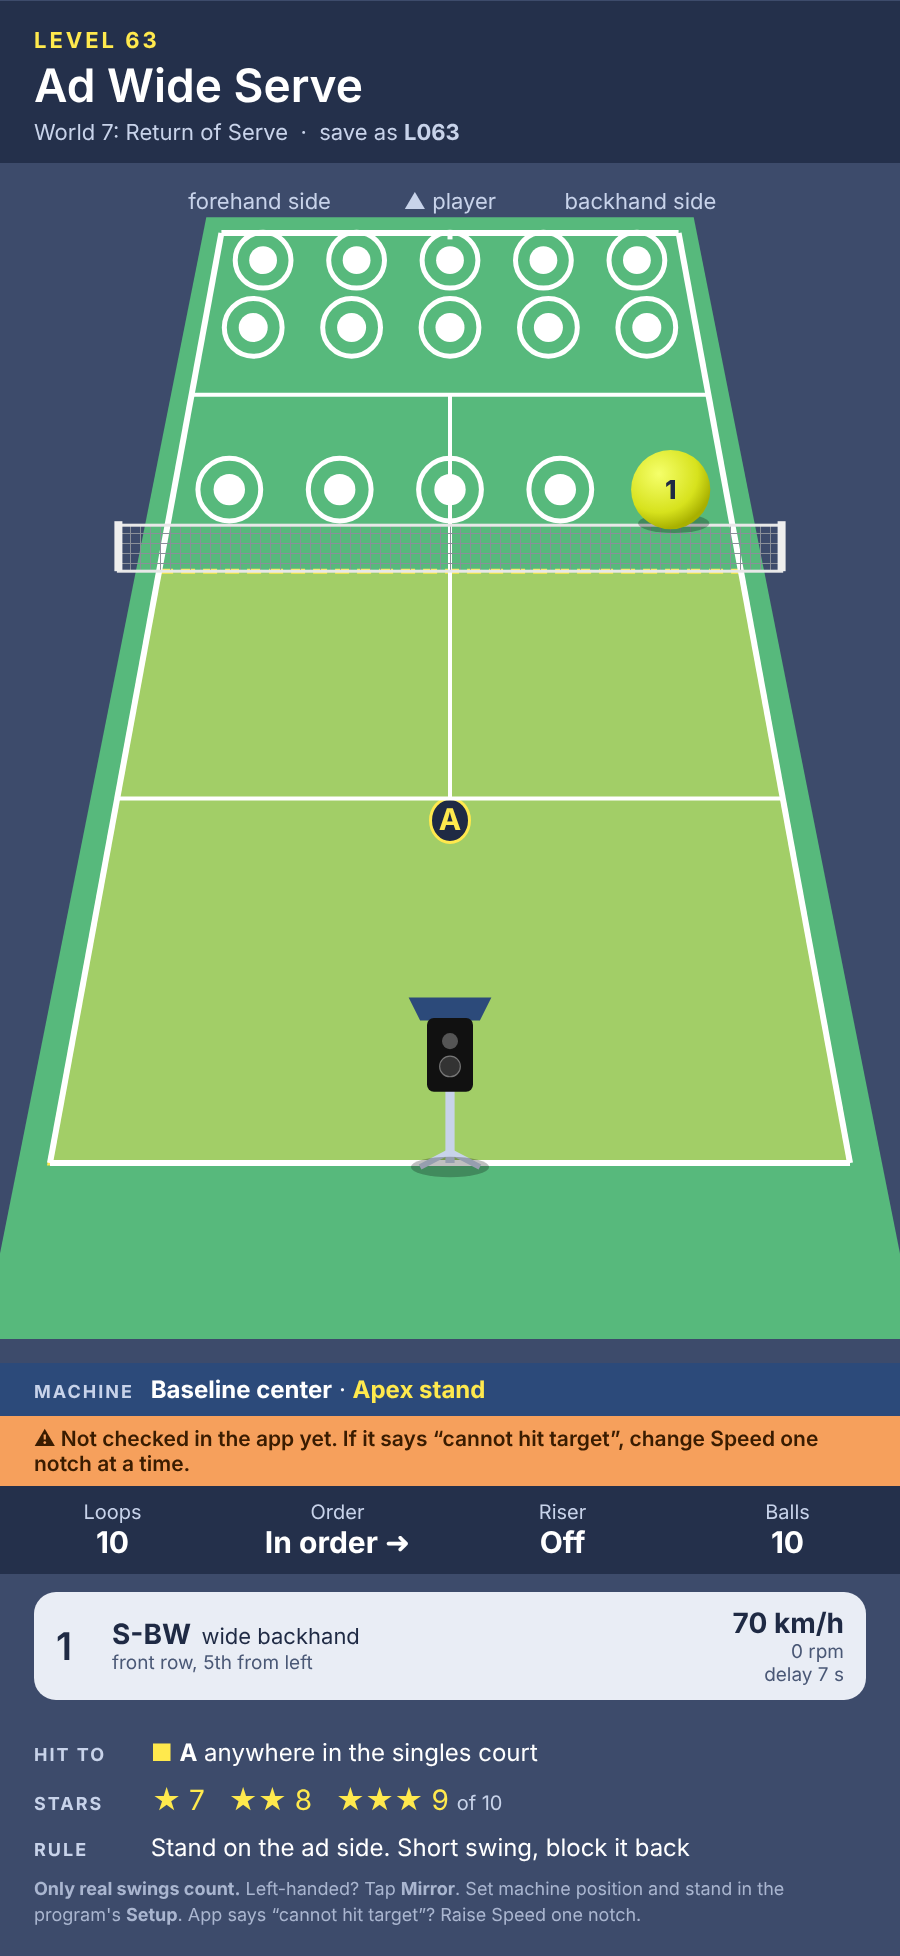 LEVEL 63
Ad Wide Serve
World 7: Return of Serve · save as L063
forehand side ▲ player backhand side
1
A
MACHINE Baseline center · Apex stand
⚠ Not checked in the app yet. If it says “cannot hit target”, change Speed one
notch at a time.
Loops Order Riser Balls
10 In order ➜ Off 10
1 S-BW wide backhand 70 km/h
front row, 5th from left 0 rpm
delay 7 s
HIT TO ■ A anywhere in the singles court
STARS ★ 7 ★★ 8 ★★★ 9 of 10
RULE Stand on the ad side. Short swing, block it back
Only real swings count. Left-handed? Tap Mirror. Set machine position and stand in the
program's Setup. App says “cannot hit target”? Raise Speed one notch.